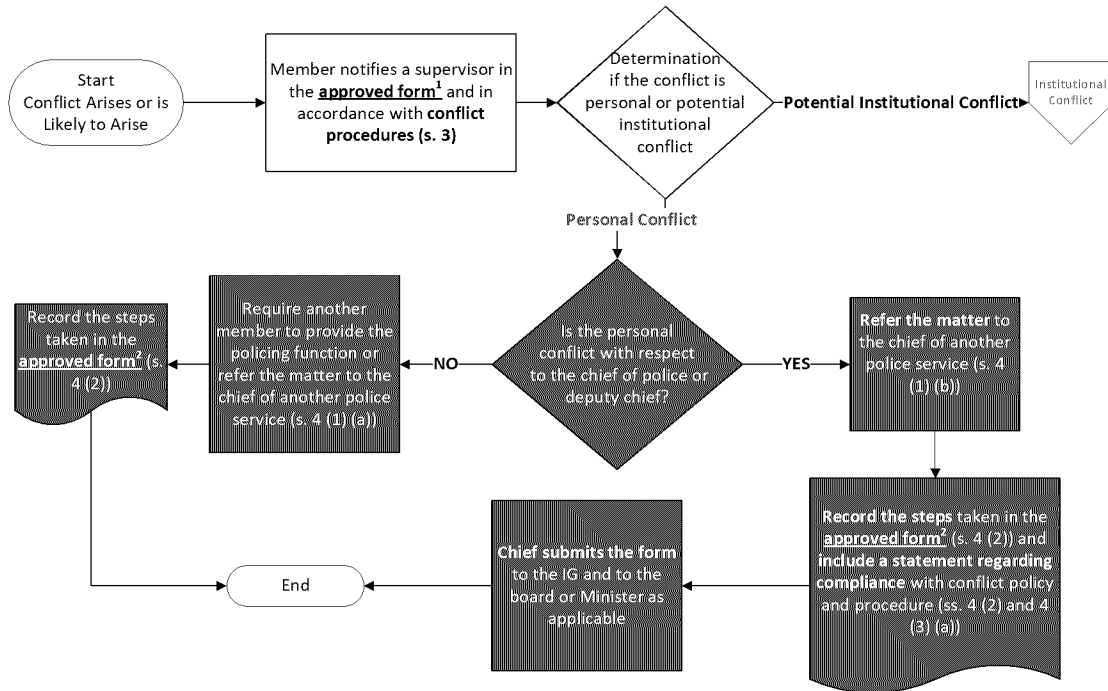 Start
Conflict Arises or is
Likely to Arise
Member notifies a supervisor in
the approved form1 and in
accordance with conflict
procedures (s. 3)
Determination
if the conflict is
personal or potential
institutional
conflict
Potential Institutional Conflict
Institutional
Conflict
Personal Conflict
Is the personal
conflict with respect
to the chief of police or
deputy chief?
NO
YES
Require another
member to provide the
policing function or
refer the matter to the
chief of another police
service (s. 4 (1) (a))
Record the steps
taken in the
approved form2 (s.
4 (2))
Refer the matter to
the chief of another
police service (s. 4
(1) (b))
Record the steps taken in the
approved form2 (s. 4 (2)) and
include a statement regarding
compliance with conflict policy
and procedure (ss. 4 (2) and 4
(3) (a))
Chief submits the form
to the IG and to the
board or Minister as
applicable
End